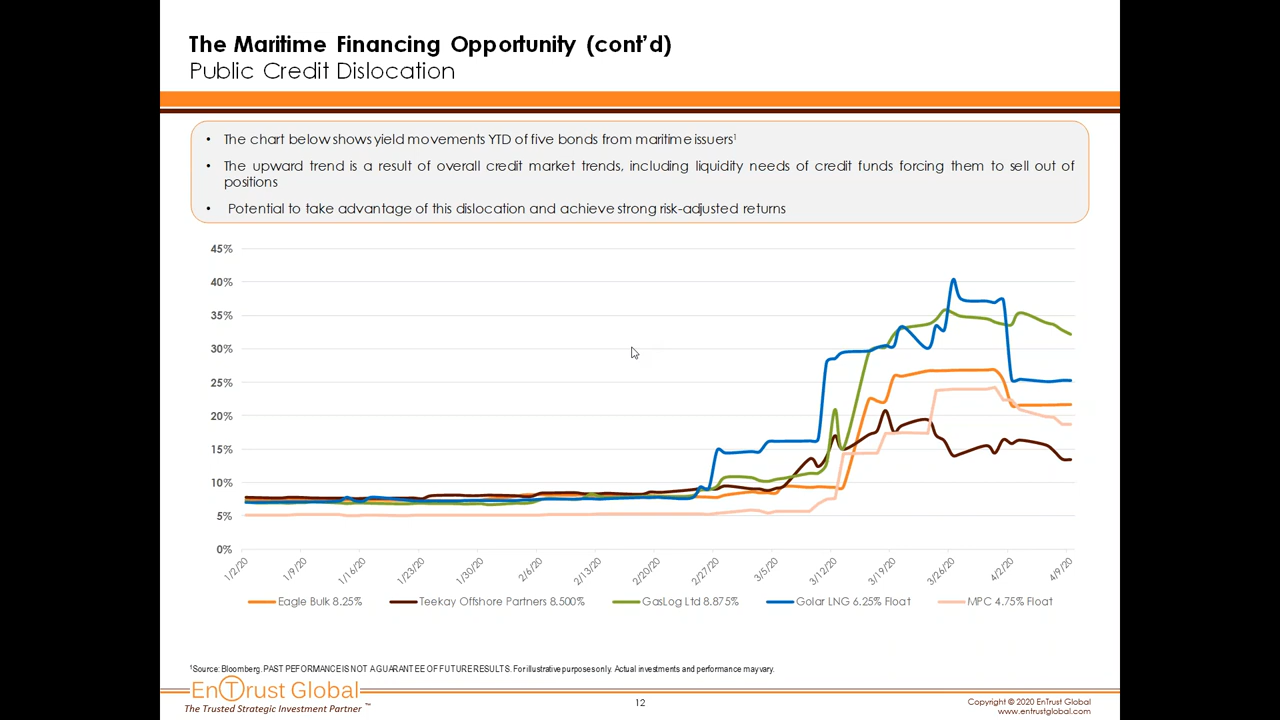 The Maritime Financing Opportunity (cont’d)
Public Credit Dislocation
• The chart below shows yield movements YTD of five bonds from maritime issuers¹
• The upward trend is a result of overall credit market trends, including liquidity needs of credit funds forcing them to sell out of
positions
• Potential to take advantage of this dislocation and achieve strong risk-adjusted returns
45%
40%
35%
30%
25%
20%
15%
10%
5%
0%
1/2/20 1/9/20 1/16/20 1/23/20 1/30/20 2/6/20 2/13/20 2/20/20 2/27/20 3/5/20 3/12/20 3/19/20 3/26/20 4/2/20 4/9/20
Eagle Bulk 8.25% Teekay Offshore Partners 8.500% GasLog Ltd 8.875% Golar LNG 6.25% Float MPC 4.75% Float
¹Source: Bloomberg. PAST PEFORMANCE IS NOT A GUARANTEE OF FUTURE RESULTS. For illustrative purposes only. Actual investments and performance may vary.
EnTrust Global
The Trusted Strategic Investment Partner ™
12
Copyright © 2020 EnTrust Global
www.entrustglobal.com